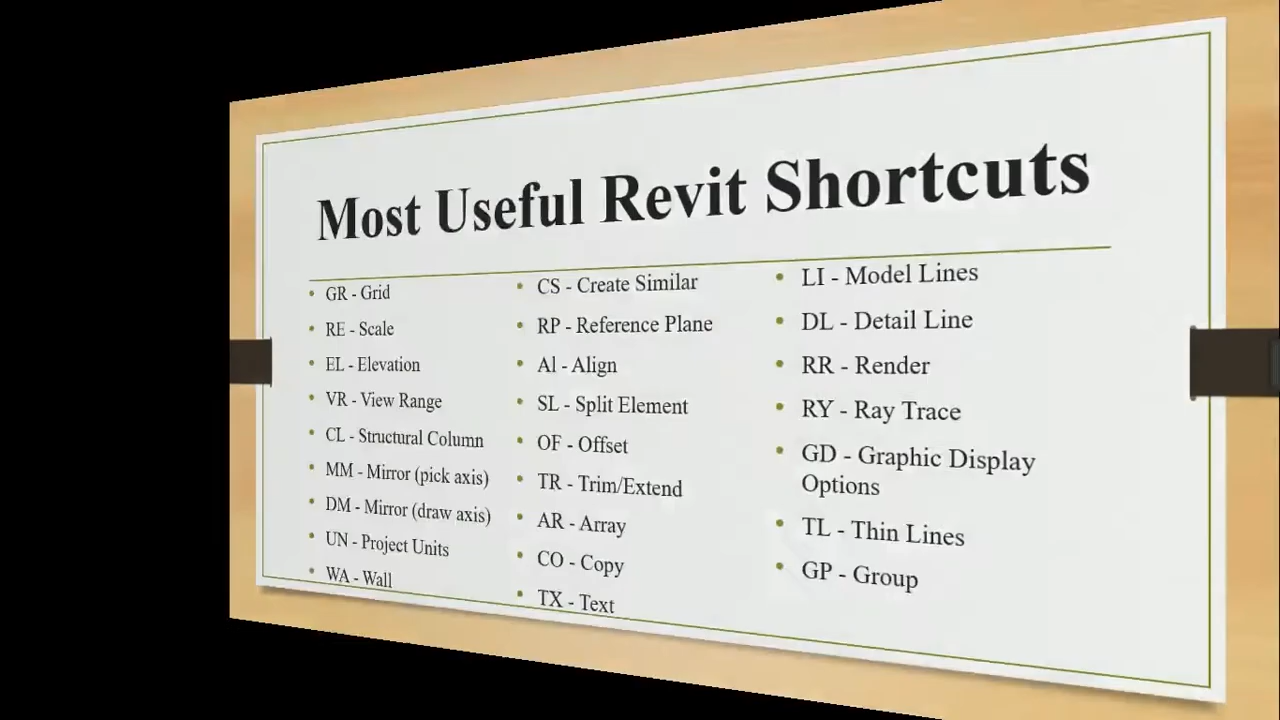 Most Useful Revit Shortcuts
• GR - Grid
• RE - Scale
• EL - Elevation
• VR - View Range
• CL - Structural Column
• MM - Mirror (pick axis)
• DM - Mirror (draw axis)
• UN - Project Units
• WA - Wall
• CS - Create Similar
• RP - Reference Plane
• Al - Align
• SL - Split Element
• OF - Offset
• TR - Trim/Extend
• AR - Array
• CO - Copy
• TX - Text
• LI - Model Lines
• DL - Detail Line
• RR - Render
• RY - Ray Trace
• GD - Graphic Display
Options
• TL - Thin Lines
• GP - Group